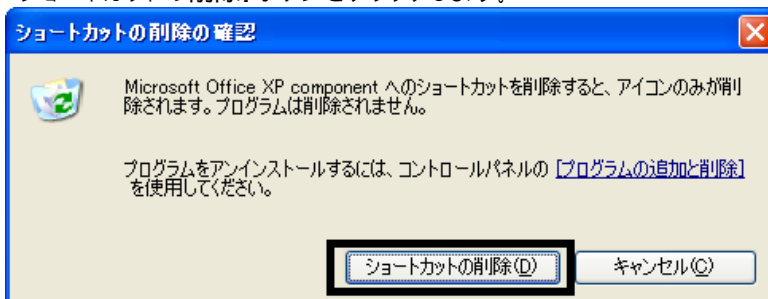 ショートカットの削除の確認
Microsoft Office XP component へのショートカットを削除すると、アイコンのみが削
除されます。プログラムは削除されません。
プログラムをアンインストールするには、コントロールパネルの [プログラムの追加と削除]
を使用してください。
ショートカットの削除(D)
キャンセル(C)